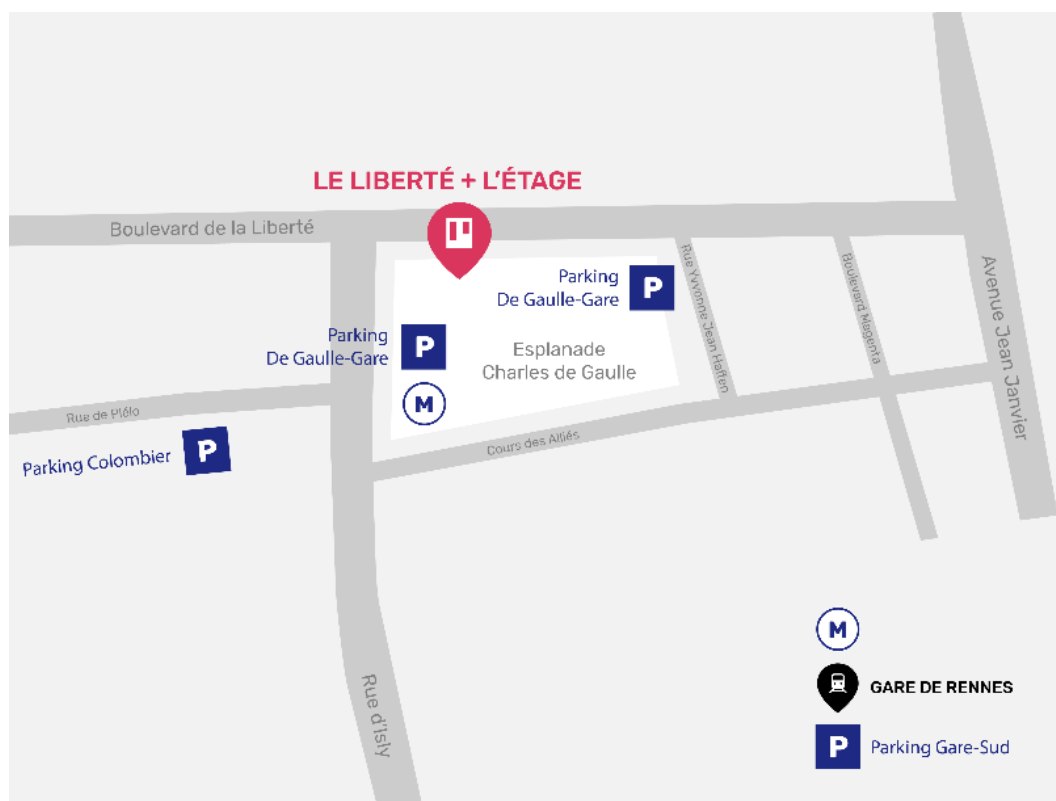 LE LIBERTÉ + L'ÉTAGE
Boulevard de la Liberté
Parking
De Gaulle-Gare
P
Parking
De Gaulle-Gare
P
M
Esplanade
Charles de Gaulle
Rue Yvonne Jean Haffen
Boulevard Magenta
Avenue Jean Janvier
Rue de Plélo
Parking Colombier
P
Cours des Alliés
Rue d'Isly
M
GARE DE RENNES
P
Parking Gare-Sud